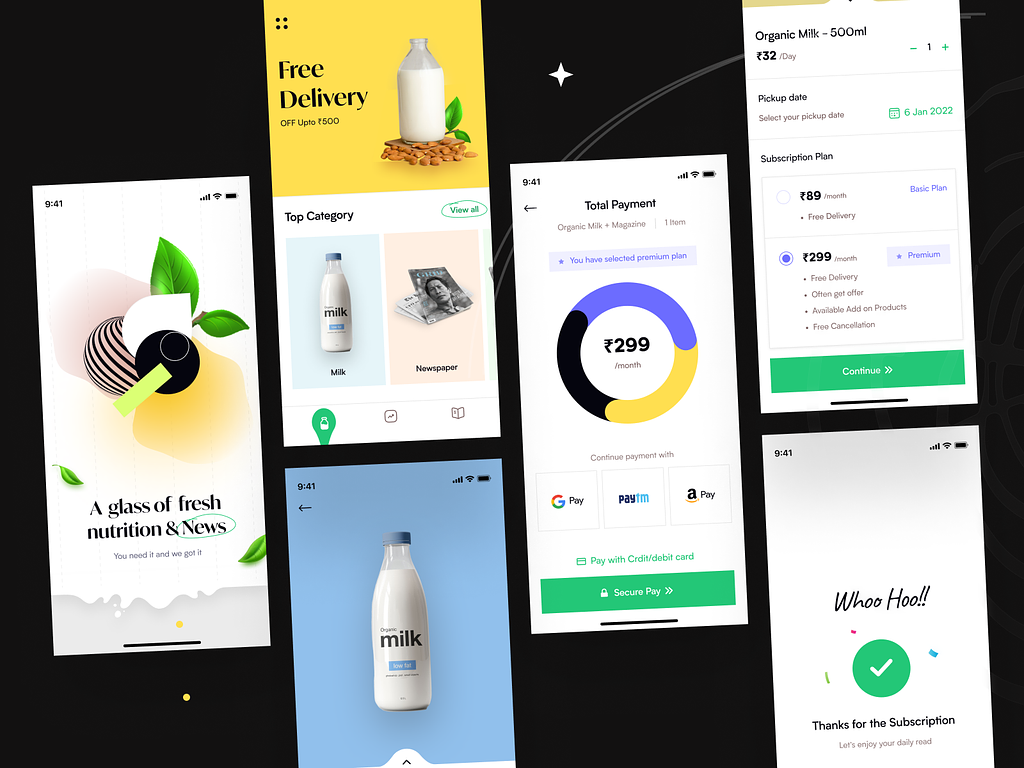 9:41
A glass of fresh
nutrition & News
You need it and we got it
Free
Delivery
OFF Upto ₹500
Top Category
View all
Organic
milk
low fat
Milk
Newspaper
9:41
Organic
milk
low fat
9:41
Total Payment
Organic Milk + Magazine
1 Item
You have selected premium plan
₹299
/month
Continue payment with
G Pay
Paytm
a Pay
Pay with Crdit/debit card
Secure Pay
Organic Milk - 500ml
₹32 /Day
− 1 +
Pickup date
Select your pickup date
6 Jan 2022
Subscription Plan
₹89 /month
Basic Plan
• Free Delivery
₹299 /month
Premium
• Free Delivery
• Often get offer
• Available Add on Products
• Free Cancellation
Continue
9:41
Whoo Hoo!!
Thanks for the Subscription
Let's enjoy your daily read